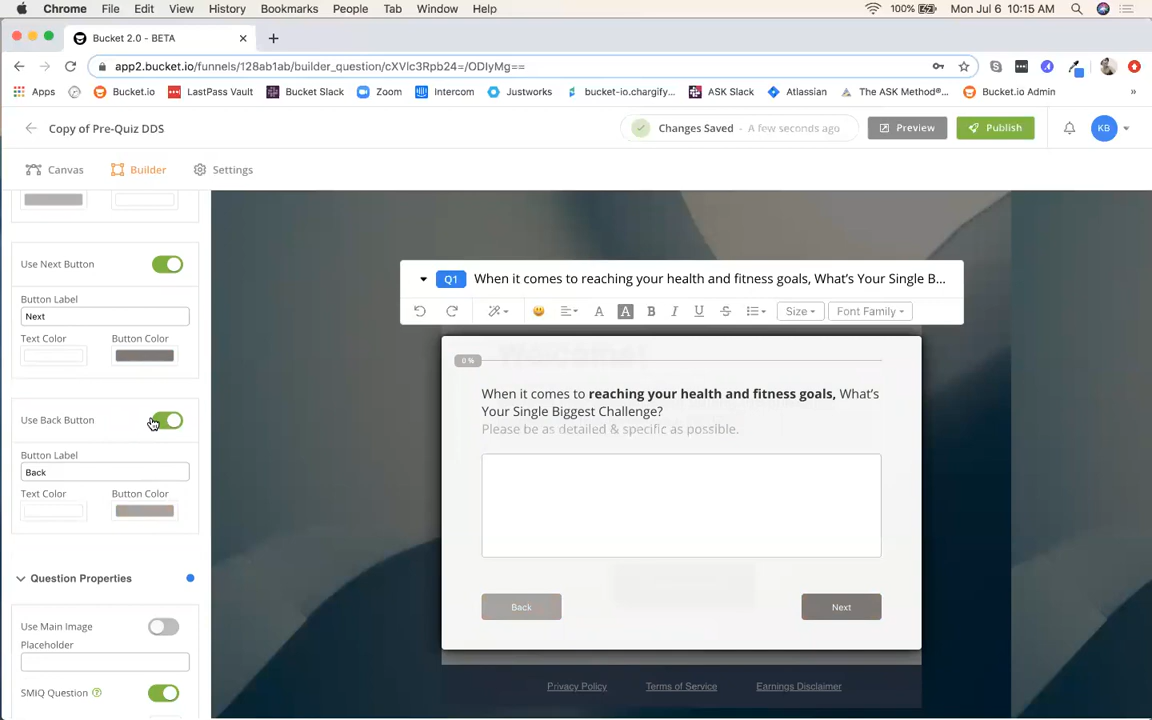 Chrome File Edit View History Bookmarks People Tab Window Help 100% Mon Jul 6 10:15 AM
Bucket 2.0 - BETA
app2.bucket.io/funnels/128ab1ab/builder_question/cXVlc3Rpb24=/ODIyMg==
Apps Bucket.io LastPass Vault Bucket Slack Zoom Intercom Justworks bucket-io.chargify... ASK Slack Atlassian The ASK Method®... Bucket.io Admin »
Copy of Pre-Quiz DDS Changes Saved - A few seconds ago Preview Publish KB
Canvas Builder Settings
Use Next Button
Button Label
Next
Text Color Button Color
Use Back Button
Button Label
Back
Text Color Button Color
Question Properties
Use Main Image
Placeholder
SMiQ Question
Q1 When it comes to reaching your health and fitness goals, What's Your Single B...
A A B I U S Size Font Family
Welcome!
0 %
When it comes to reaching your health and fitness goals, What's
Your Single Biggest Challenge?
Please be as detailed & specific as possible.
Back Next
Privacy Policy Terms of Service Earnings Disclaimer